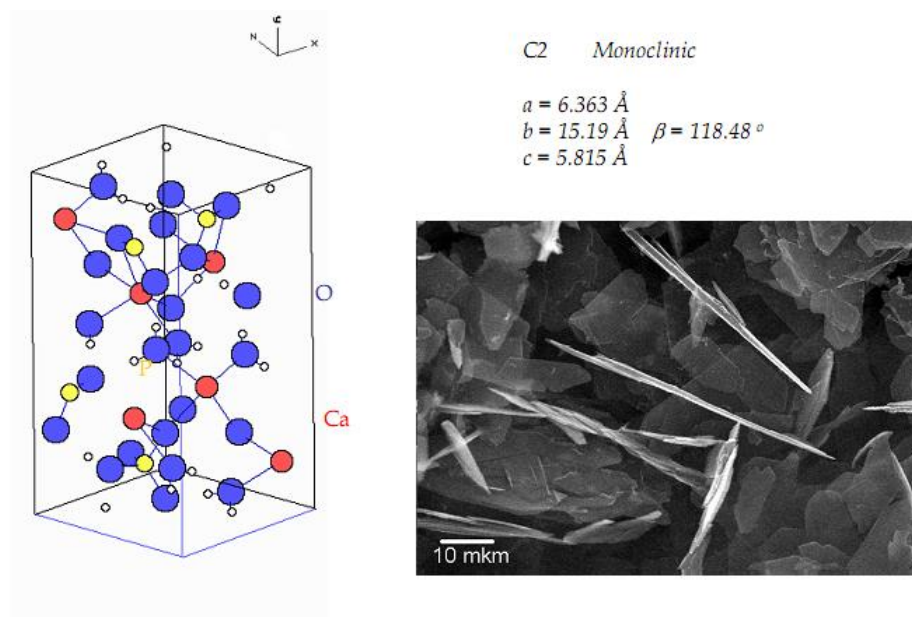 N
X
C2 Monoclinic
a = 6.363 Å
b = 15.19 Å β = 118.48 º
c = 5.815 Å
O
P
Ca
10 mkm